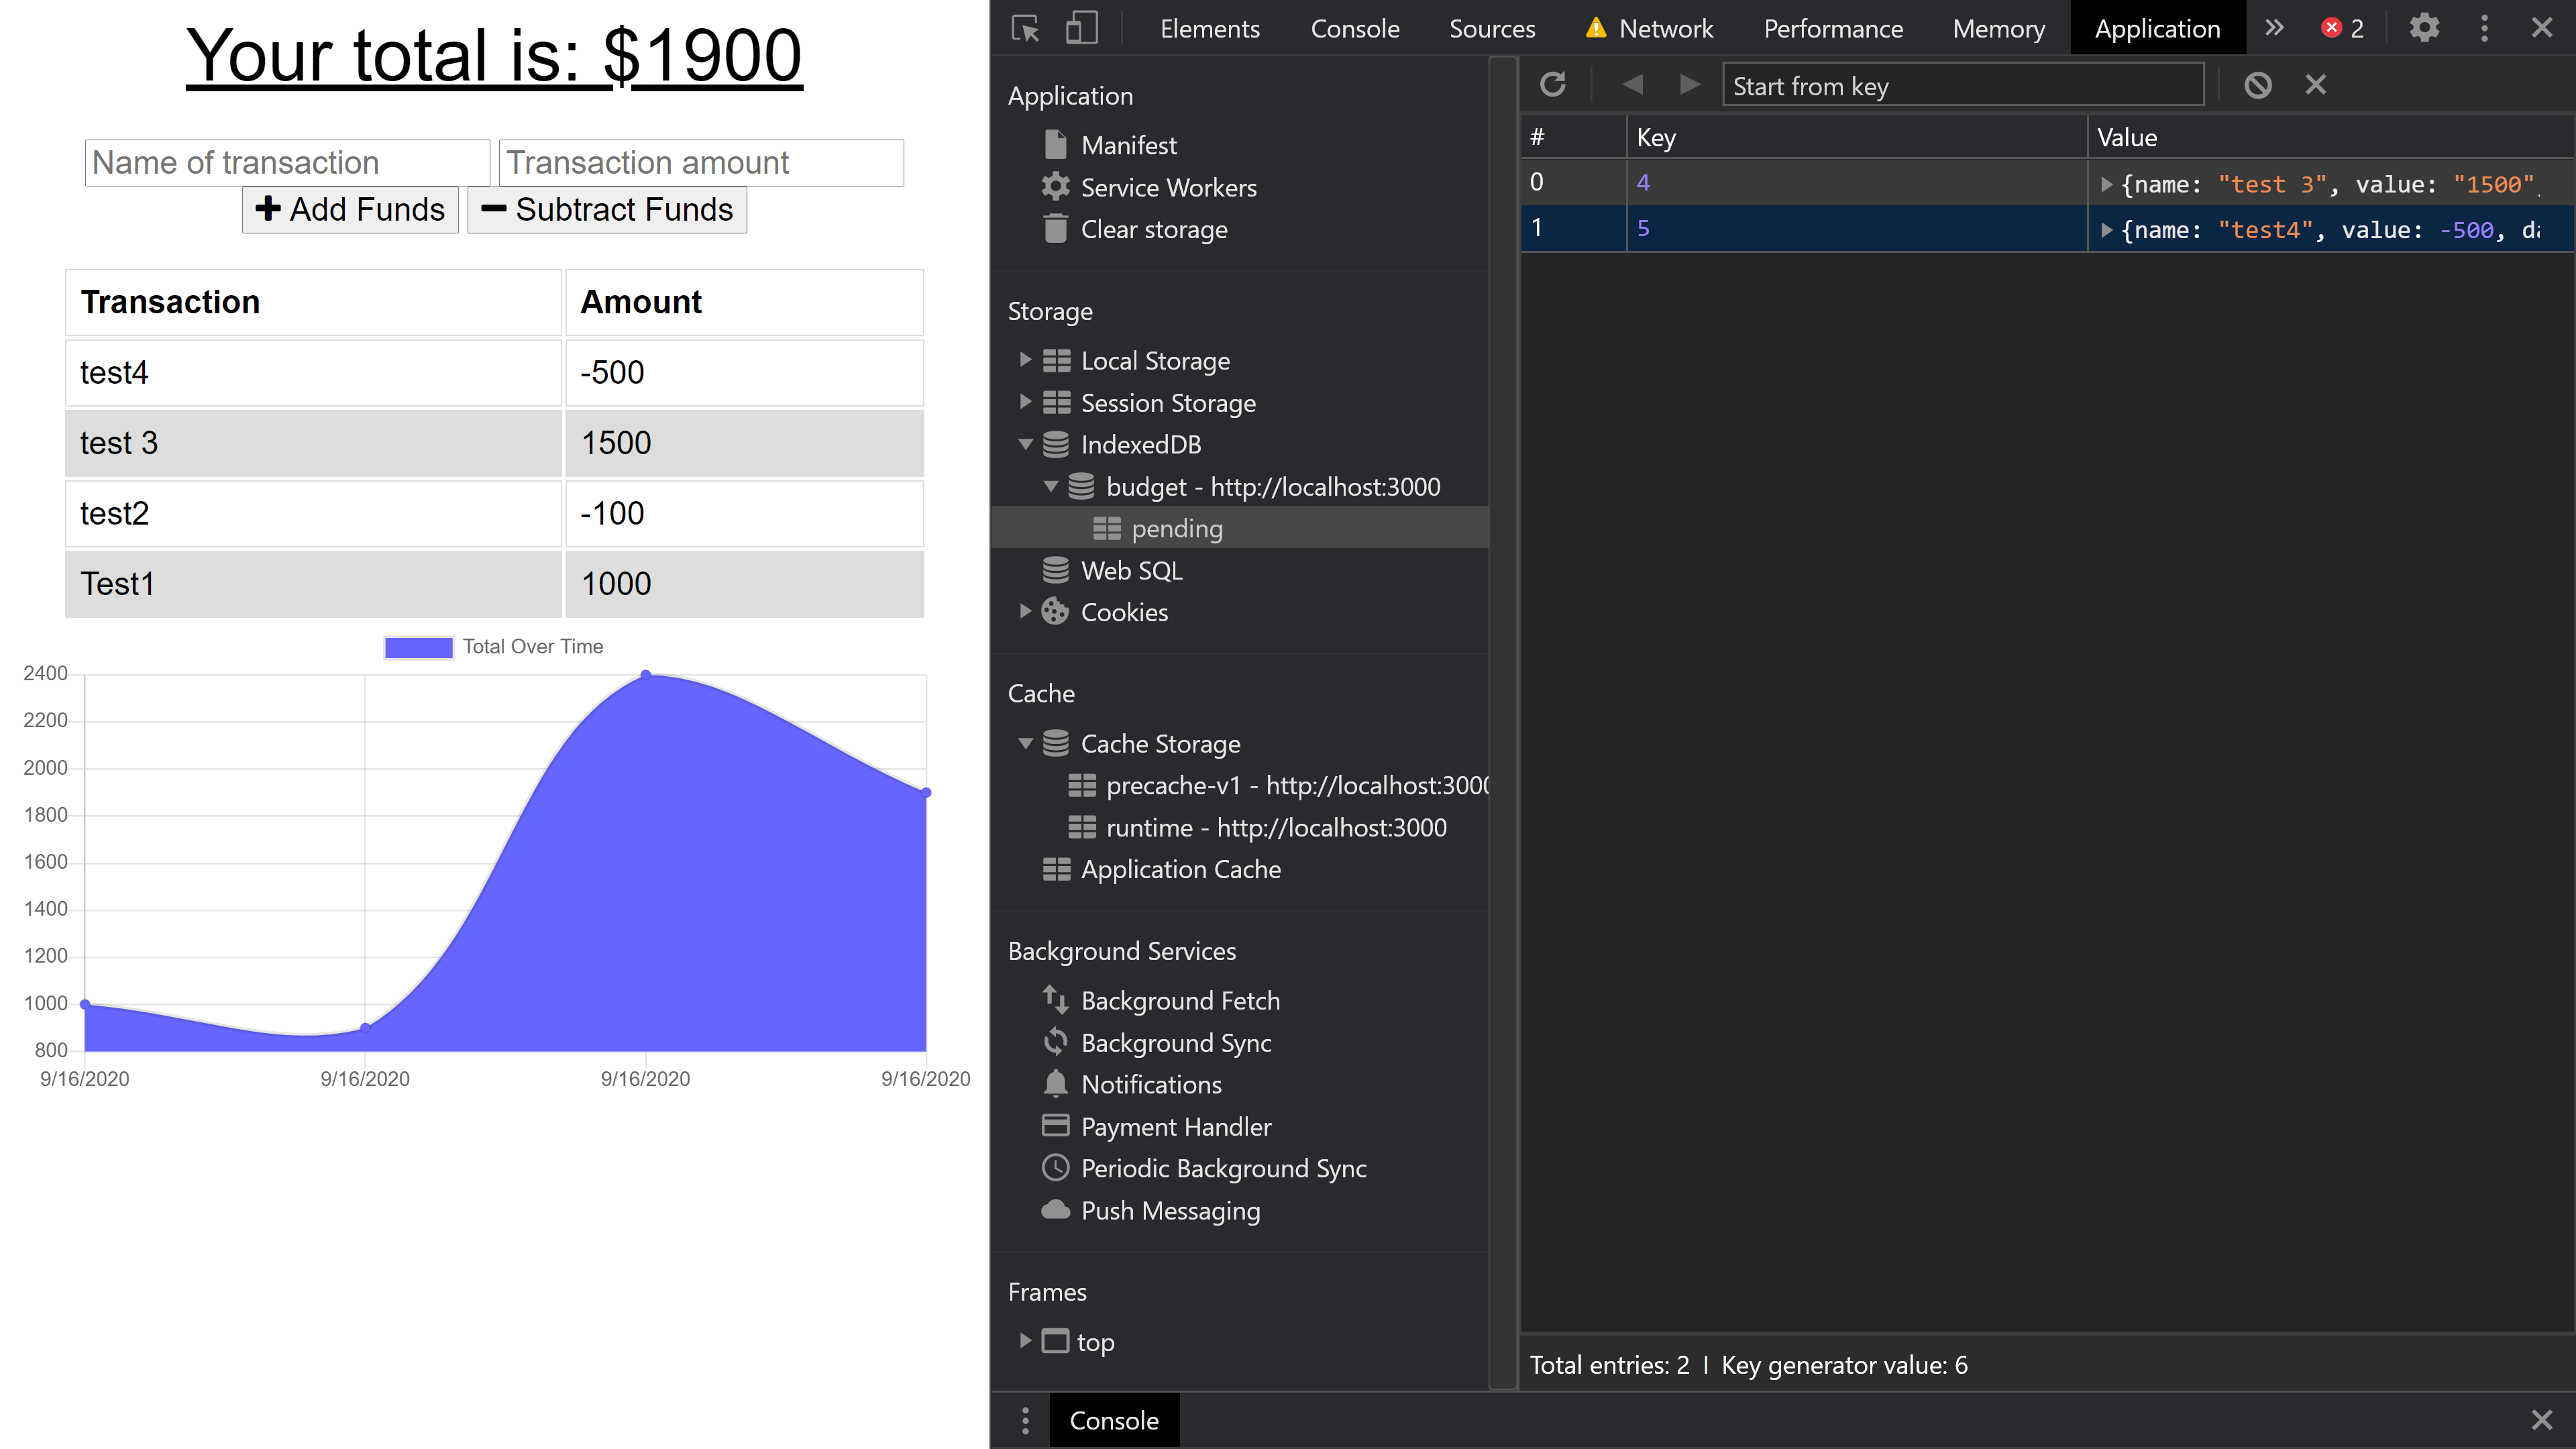 Your total is: $1900
Name of transaction Transaction amount
Add Funds Subtract Funds
Transaction Amount
test4 -500
test 3 1500
test2 -100
Test1 1000
Total Over Time
2400
2200
2000
1800
1600
1400
1200
1000
800
9/16/2020 9/16/2020 9/16/2020 9/16/2020
Elements Console Sources Network Performance Memory Application 2
Application
Manifest
Service Workers
Clear storage
Storage
Local Storage
Session Storage
IndexedDB
budget - http://localhost:3000
pending
Web SQL
Cookies
Cache
Cache Storage
precache-v1 - http://localhost:3000
runtime - http://localhost:3000
Application Cache
Background Services
Background Fetch
Background Sync
Notifications
Payment Handler
Periodic Background Sync
Push Messaging
Frames
top
Start from key
# Key Value
0 4 {name: "test 3", value: "1500",
1 5 {name: "test4", value: -500, da
Total entries: 2 | Key generator value: 6
Console